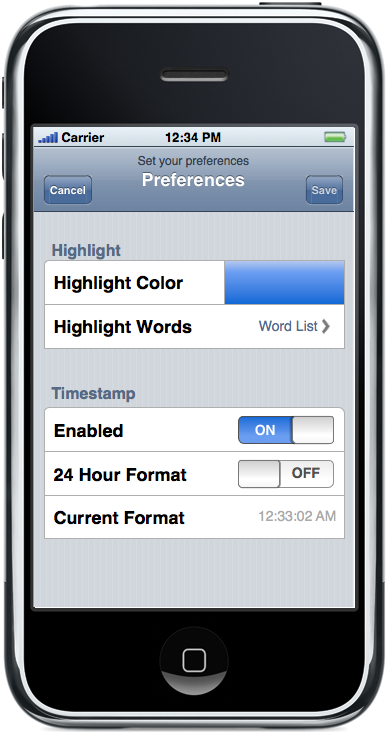 Carrier 12:34 PM
Set your preferences
Cancel Preferences Save
Highlight
Highlight Color
Highlight Words Word List
Timestamp
Enabled ON
24 Hour Format OFF
Current Format 12:33:02 AM